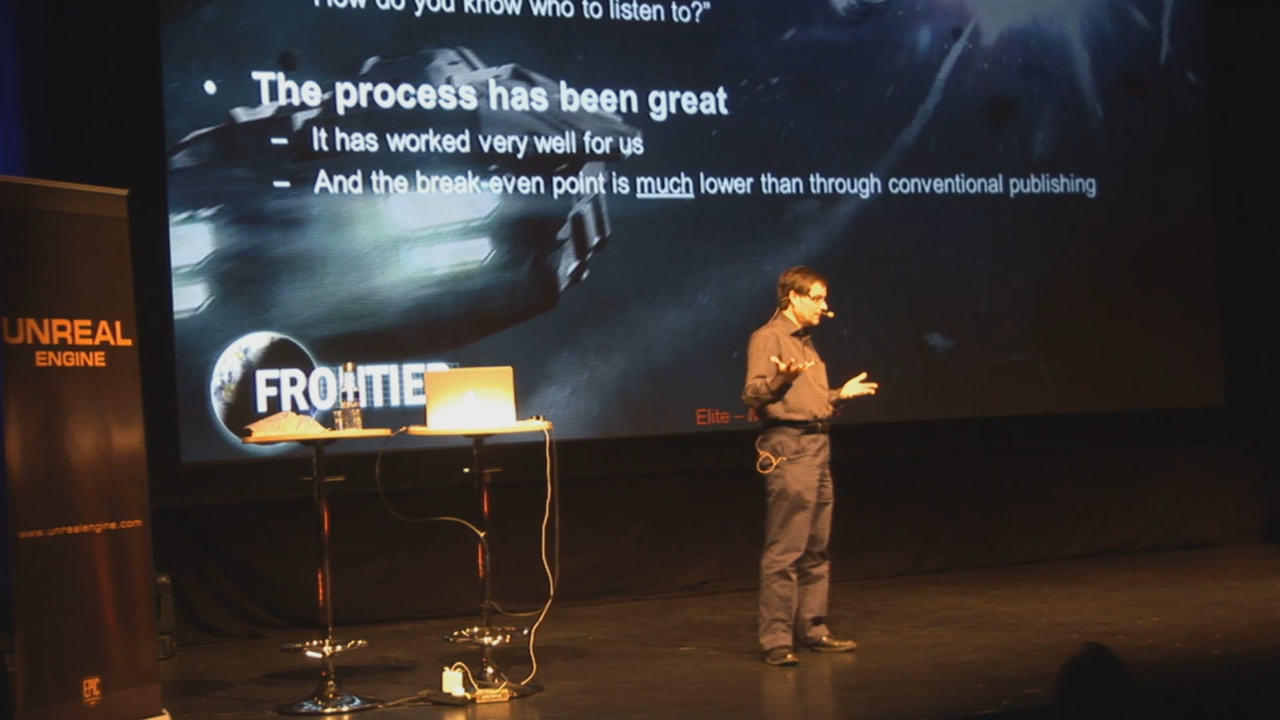 How do you know who to listen to?"
• The process has been great
– It has worked very well for us
– And the break-even point is much lower than through conventional publishing
UNREAL
ENGINE
FRONTIER
Elite –
www.unrealengine.com
EPIC